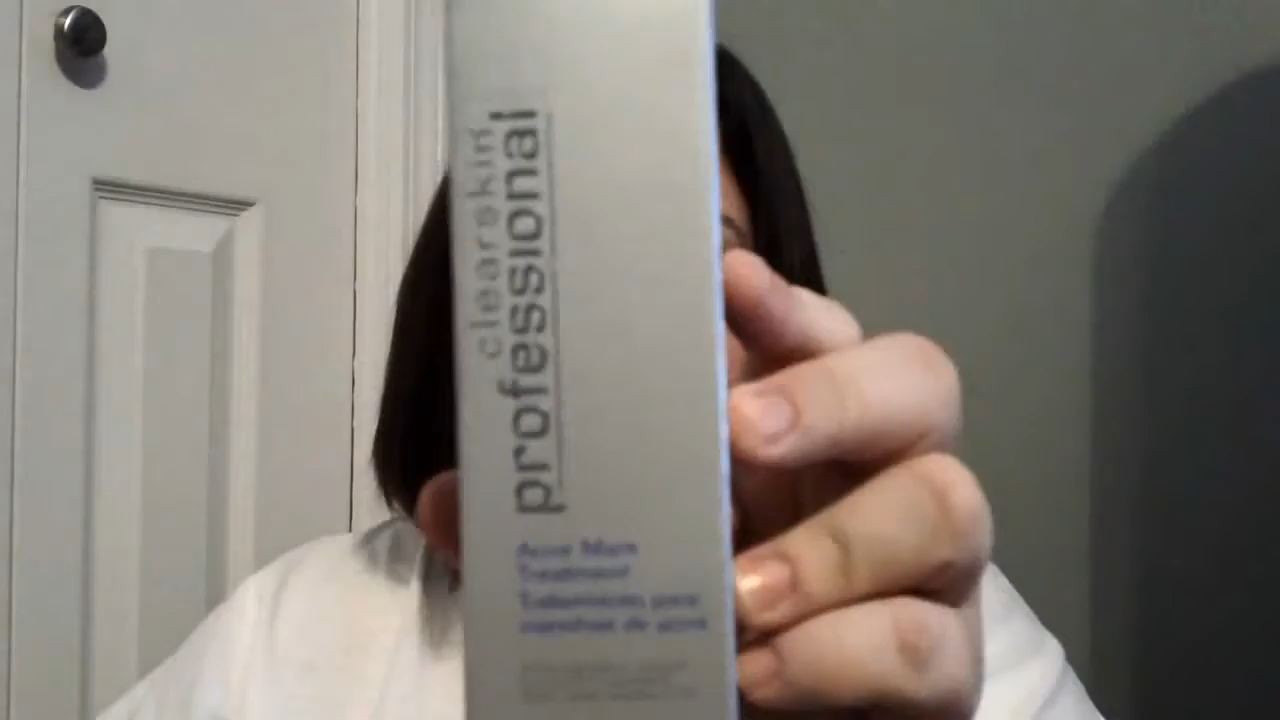 clearskin
professional
Acne Mark
Treatment
Tratamiento para
manchas de acné